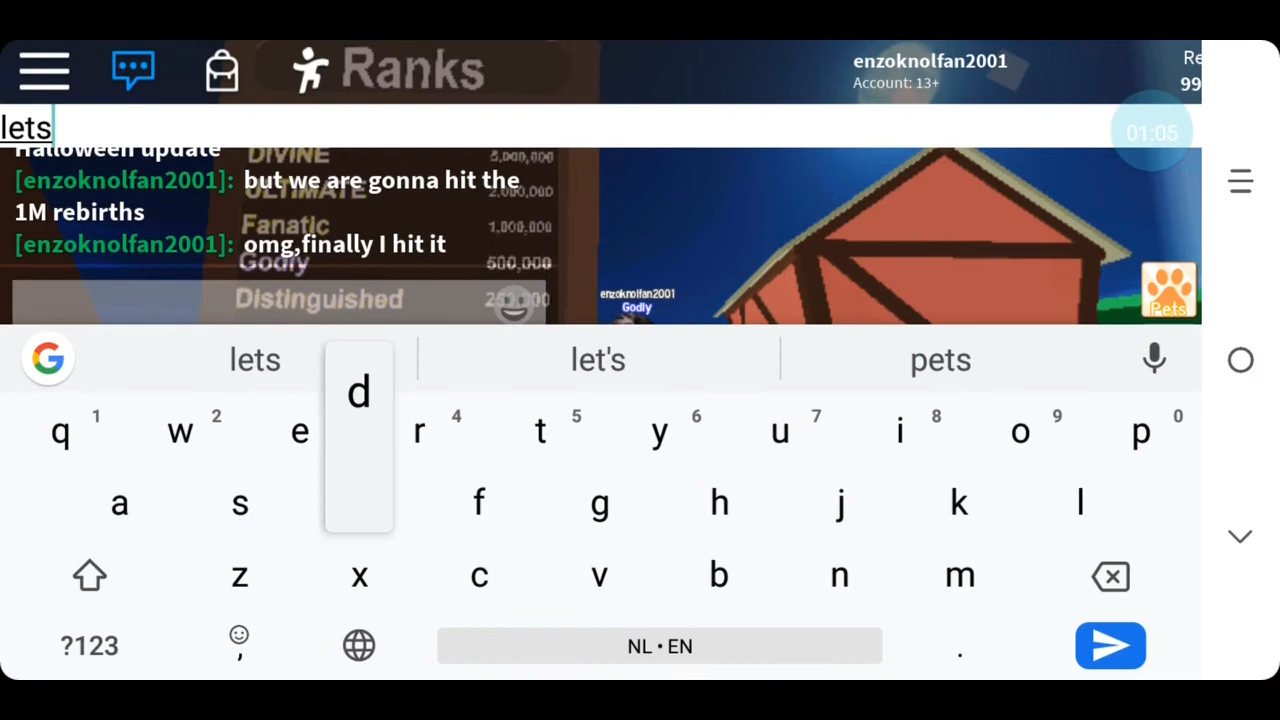 Ranks
enzoknolfan2001
Account: 13+
Re
99
lets
01:05
Halloween update
[enzoknolfan2001]: but we are gonna hit the
1M rebirths
[enzoknolfan2001]: omg,finally I hit it
DIVINE 5,000,000
ULTIMATE 2,000,000
Fanatic 1,000,000
Godly 500,000
Distinguished 250,000
enzoknolfan2001
Godly
Pets
lets let's pets
d
q 1 w 2 e r 4 t 5 y 6 u 7 i 8 o 9 p 0
a s f g h j k l
z x c v b n m
?123 , NL • EN .